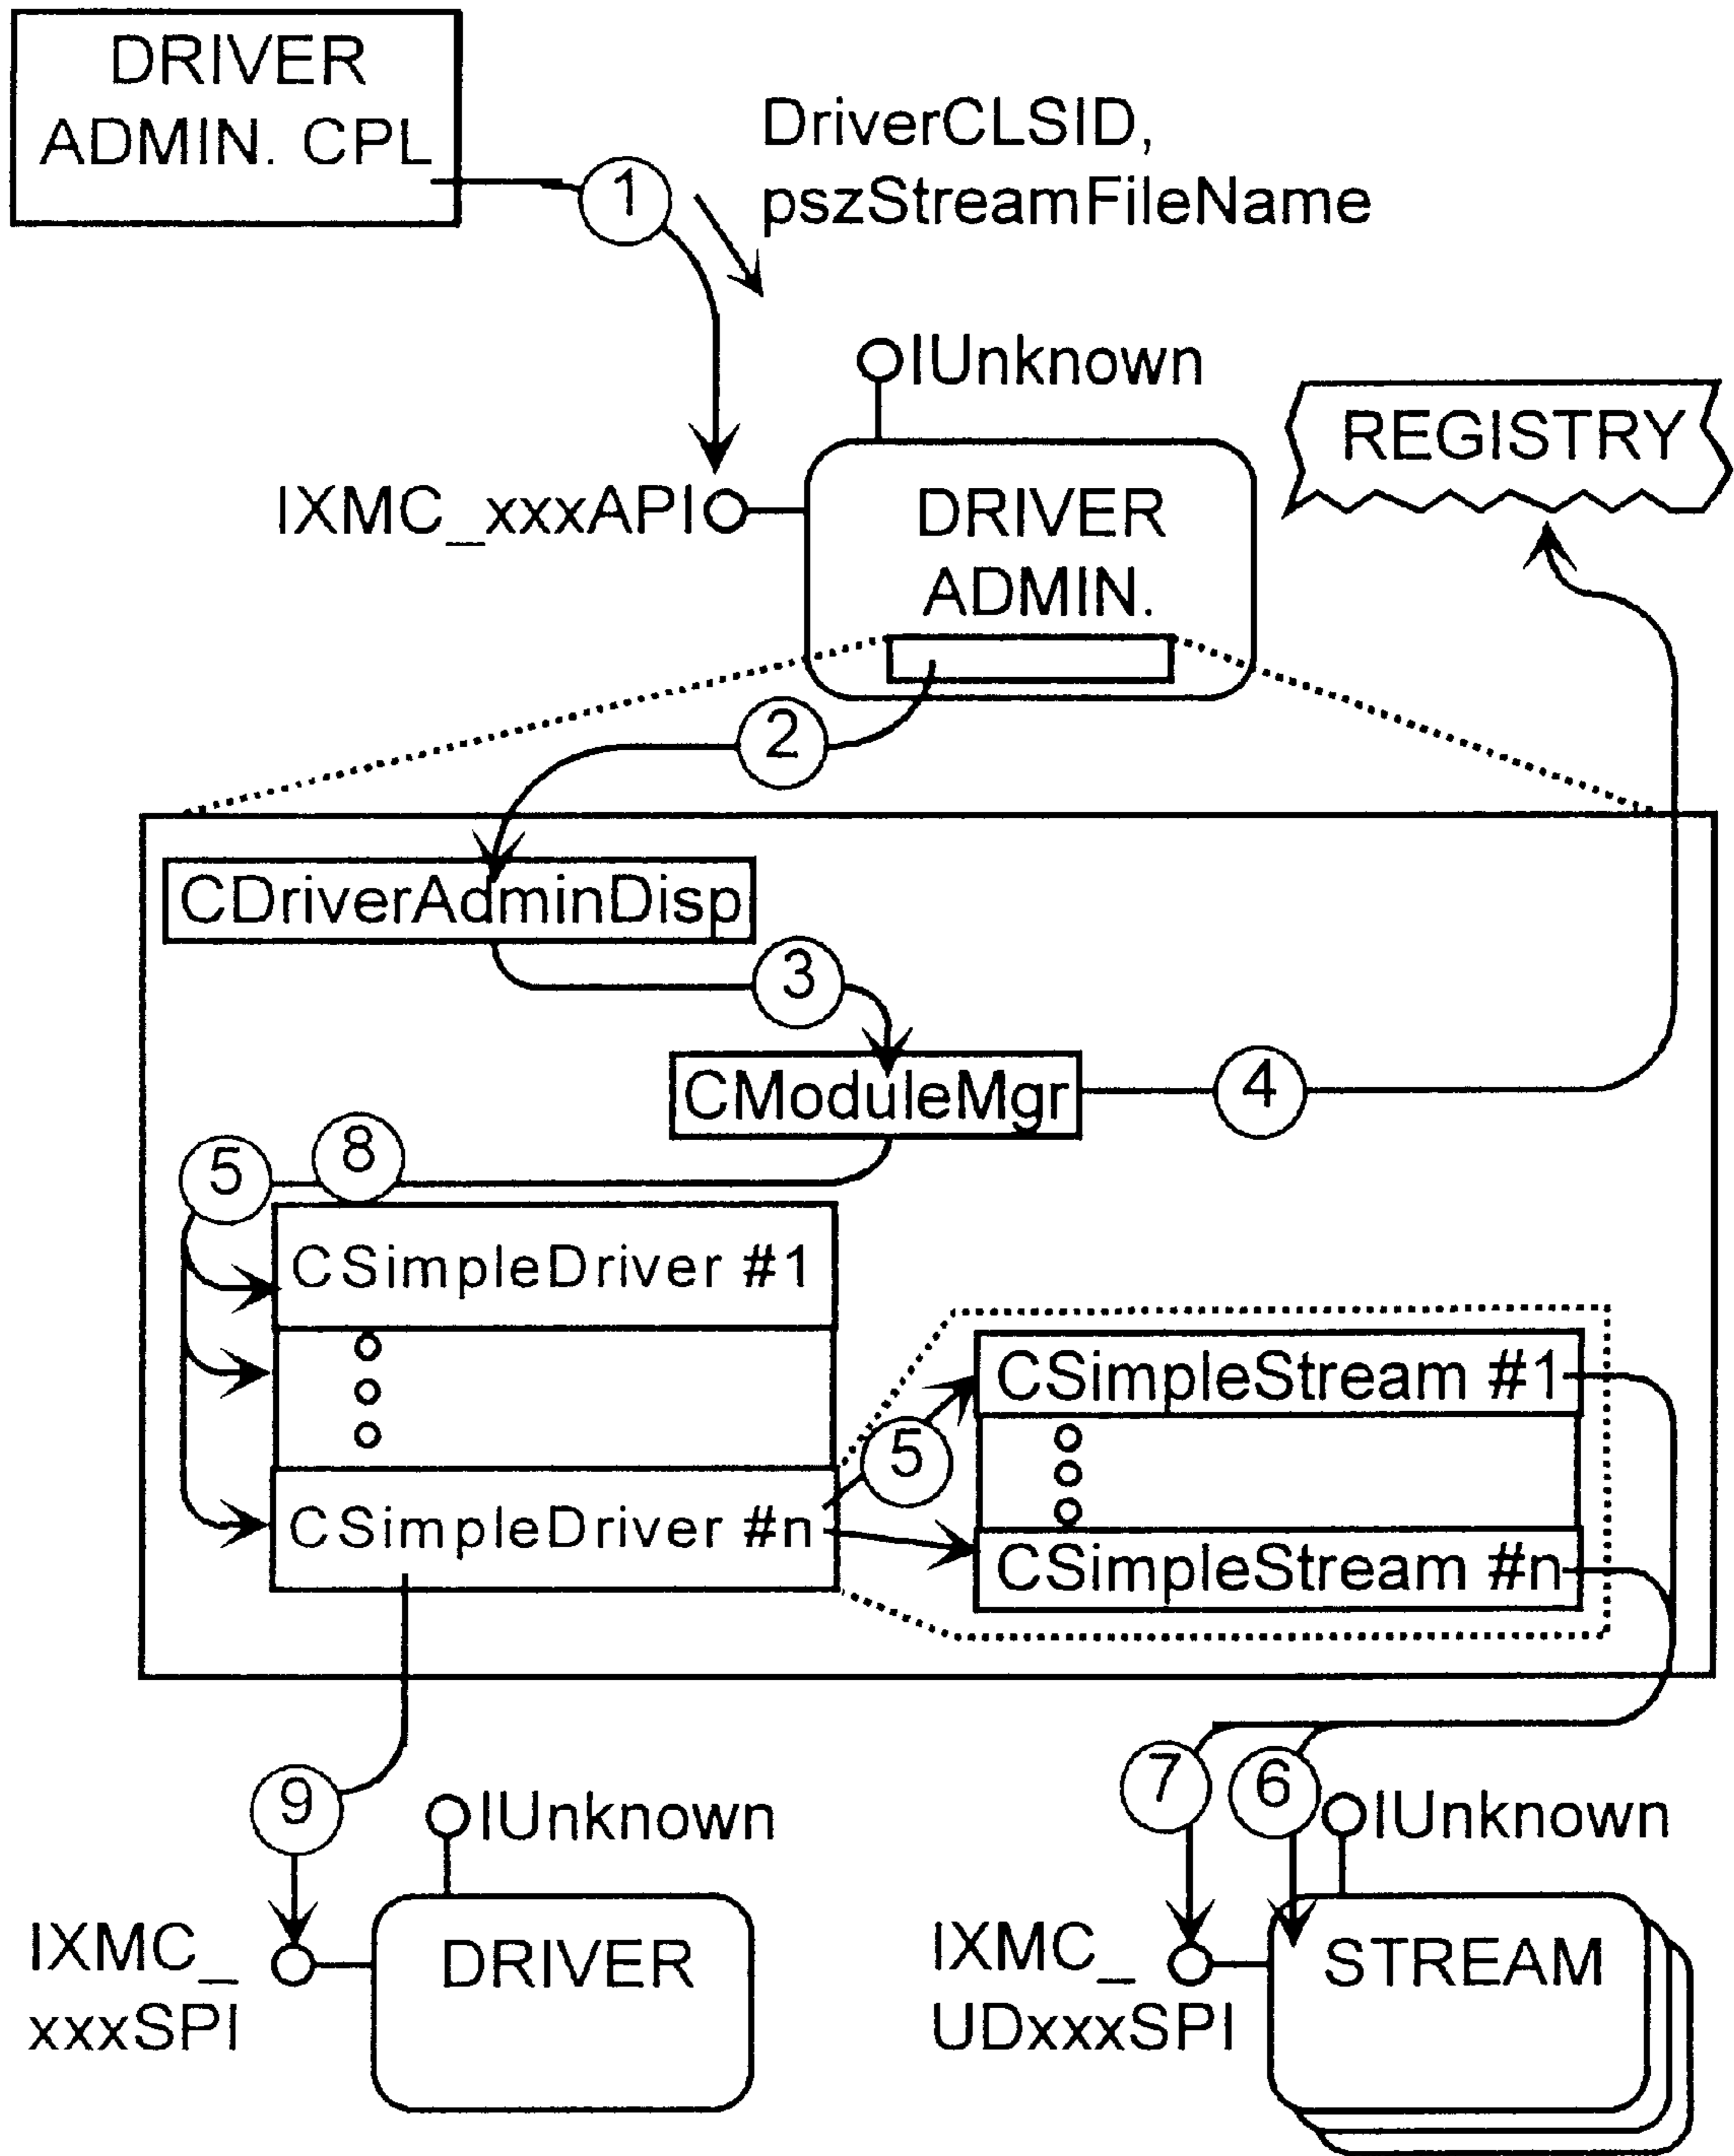 DRIVER
ADMIN. CPL
DriverCLSID,
pszStreamFileName
1
IUnknown
REGISTRY
IXMC_xxxAPI
DRIVER
ADMIN.
2
CDriverAdminDisp
3
CModuleMgr
4
5
8
CSimpleDriver #1
CSimpleStream #1
5
CSimpleDriver #n
CSimpleStream #n
9
7
6
IUnknown
IUnknown
IXMC_
xxxSPI
DRIVER
IXMC_
UDxxxSPI
STREAM